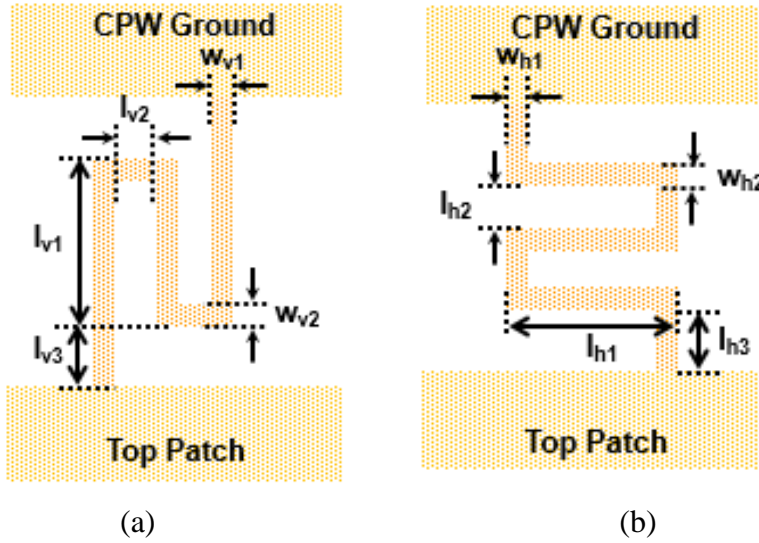 CPW Ground
w_v1
l_v2
l_v1
w_v2
l_v3
Top Patch
(a)
CPW Ground
w_h1
w_h2
l_h2
l_h1
l_h3
Top Patch
(b)